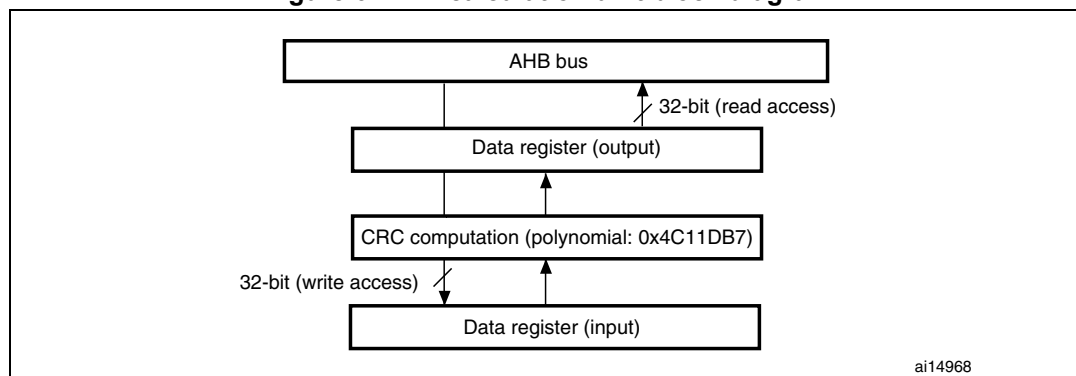 AHB bus
32-bit (read access)
Data register (output)
CRC computation (polynomial: 0x4C11DB7)
32-bit (write access)
Data register (input)
ai14968